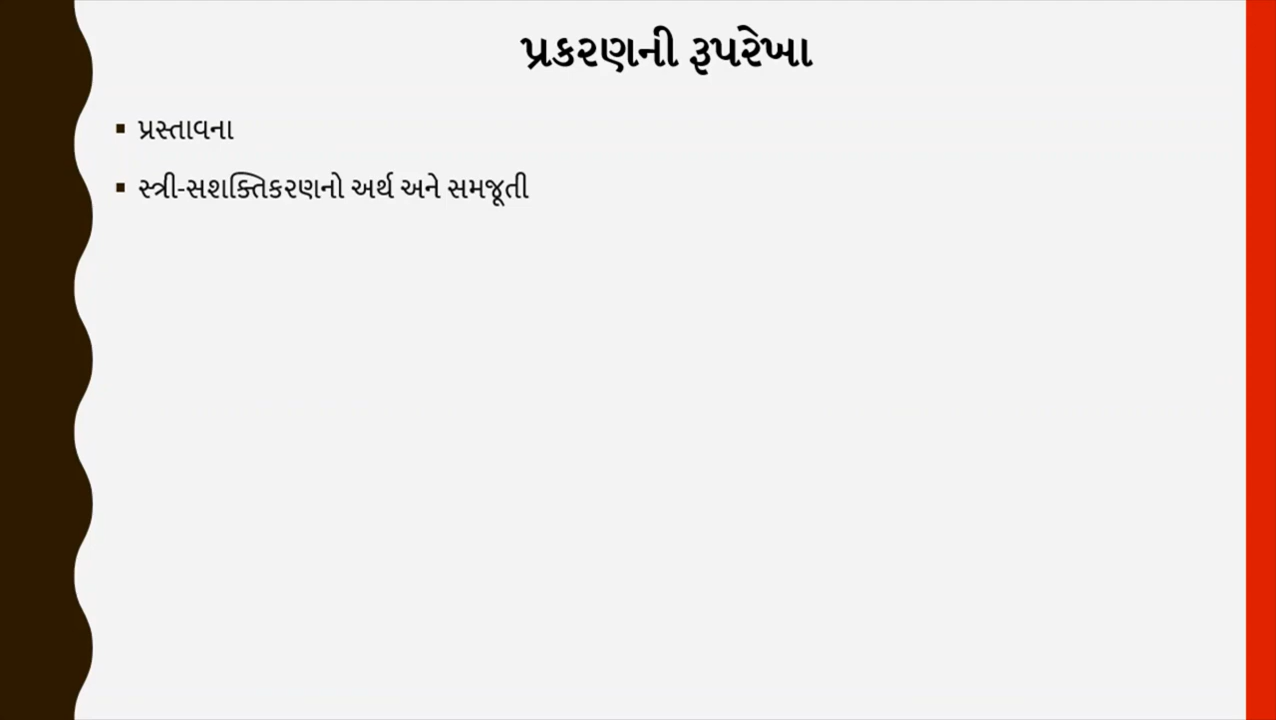 પ્રકરણની રૂપરેખા
▪ પ્રસ્તાવના
▪ સ્ત્રી-સશક્તિકરણનો અર્થ અને સમજૂતી